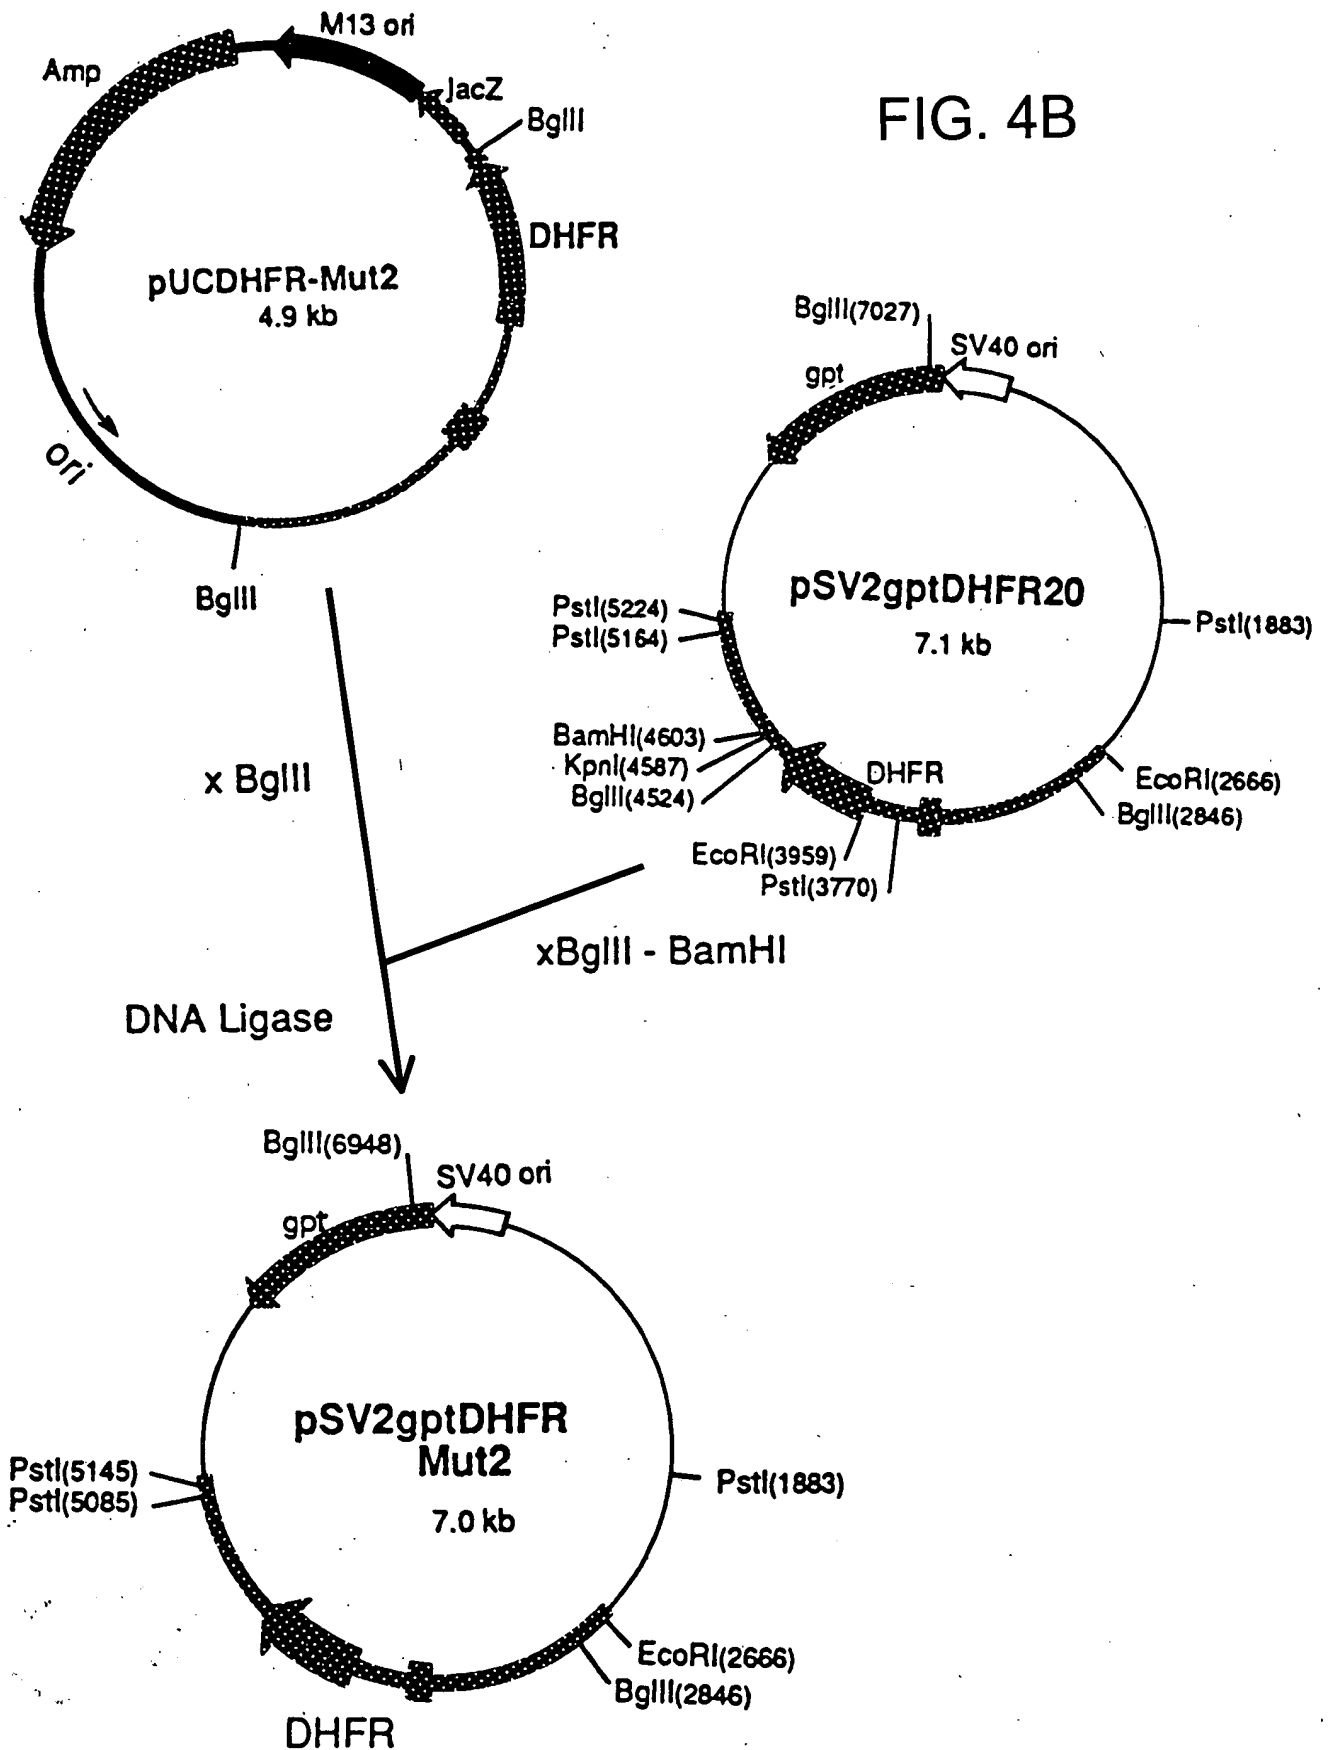 FIG. 4B
M13 ori
Amp
lacZ
BglII
DHFR
pUCDHFR-Mut2
4.9 kb
ori
BglII
BglII(7027)
SV40 ori
gpt
pSV2gptDHFR20
7.1 kb
PstI(5224)
PstI(5164)
PstI(1883)
BamHI(4603)
KpnI(4587)
BglII(4524)
DHFR
EcoRI(2666)
BglII(2846)
EcoRI(3959)
PstI(3770)
x BglII
xBglII - BamHI
DNA Ligase
BglII(6948)
SV40 ori
gpt
pSV2gptDHFR
Mut2
7.0 kb
PstI(5145)
PstI(5085)
PstI(1883)
EcoRI(2666)
BglII(2846)
DHFR